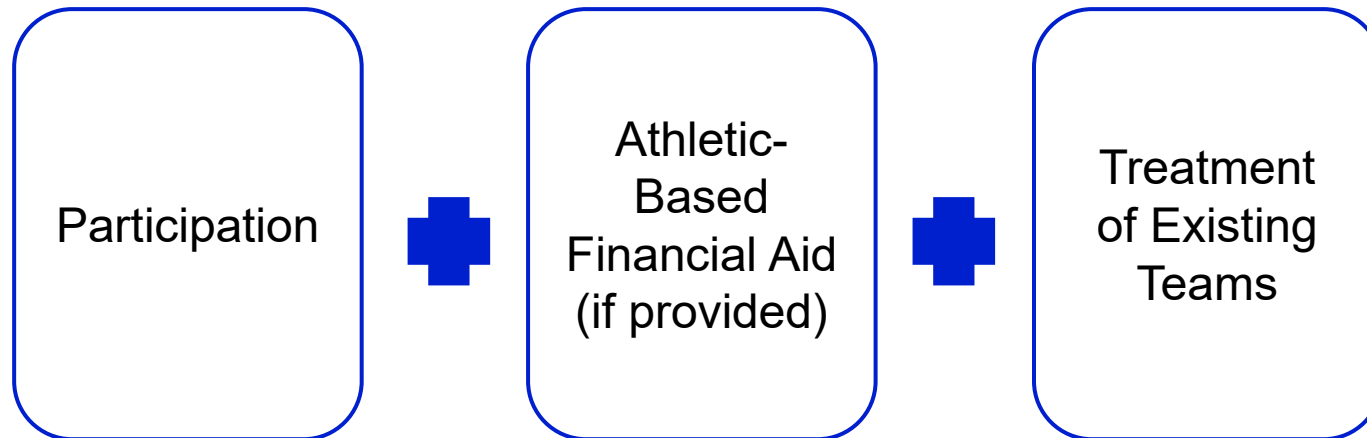 Participation
Athletic-
Based
Financial Aid
(if provided)
Treatment
of Existing
Teams